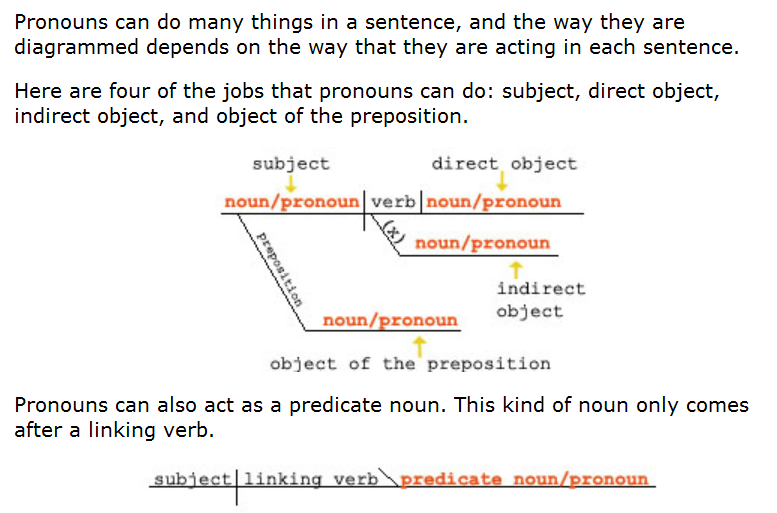 Pronouns can do many things in a sentence, and the way they are
diagrammed depends on the way that they are acting in each sentence.
Here are four of the jobs that pronouns can do: subject, direct object,
indirect object, and object of the preposition.
subject direct object
noun/pronoun verb noun/pronoun
(x) noun/pronoun
preposition
indirect
object
noun/pronoun
object of the preposition
Pronouns can also act as a predicate noun. This kind of noun only comes
after a linking verb.
subject linking verb predicate noun/pronoun